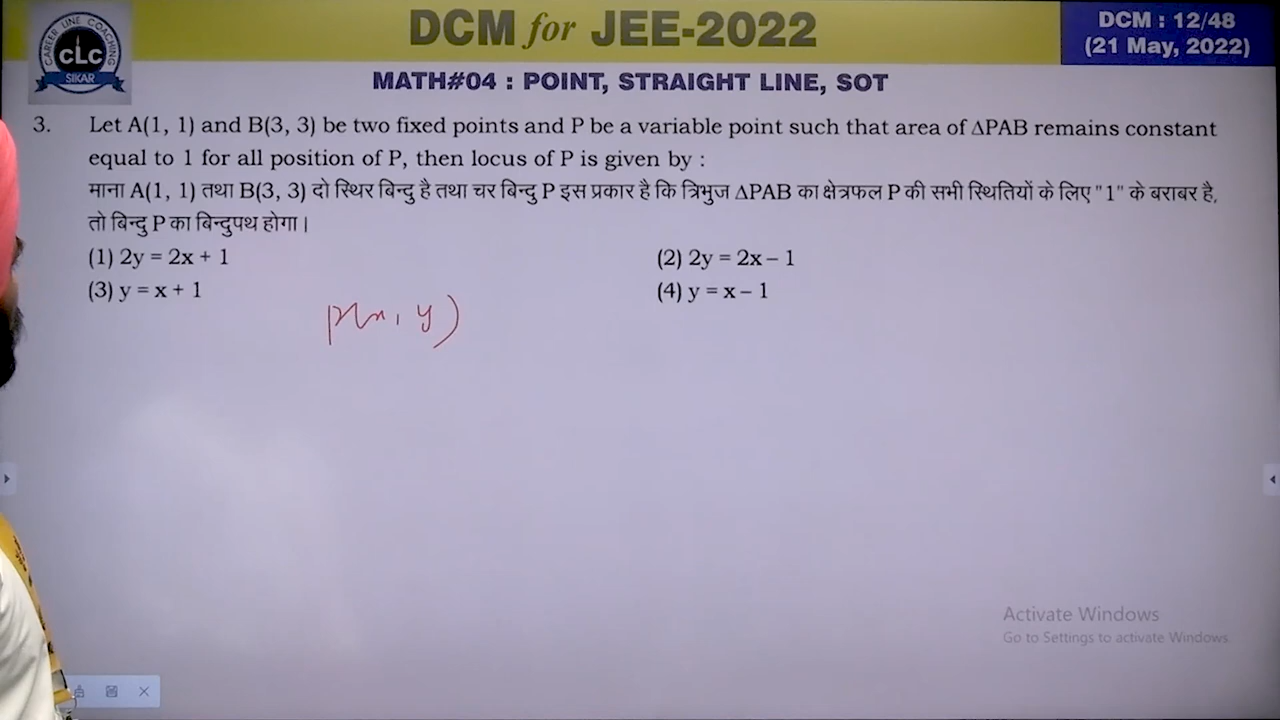 CAREER LINE COACHING
CLC
SIKAR
DCM for JEE-2022
DCM : 12/48
(21 May, 2022)
MATH#04 : POINT, STRAIGHT LINE, SOT
3. Let A(1, 1) and B(3, 3) be two fixed points and P be a variable point such that area of ΔPAB remains constant
equal to 1 for all position of P, then locus of P is given by :
माना A(1, 1) तथा B(3, 3) दो स्थिर बिन्दु है तथा चर बिन्दु P इस प्रकार है कि त्रिभुज ΔPAB का क्षेत्रफल P की सभी स्थितियों के लिए "1" के बराबर है,
तो बिन्दु P का बिन्दुपथ होगा।
(1) 2y = 2x + 1 (2) 2y = 2x – 1
(3) y = x + 1 (4) y = x – 1
P(x, y)
Activate Windows
Go to Settings to activate Windows